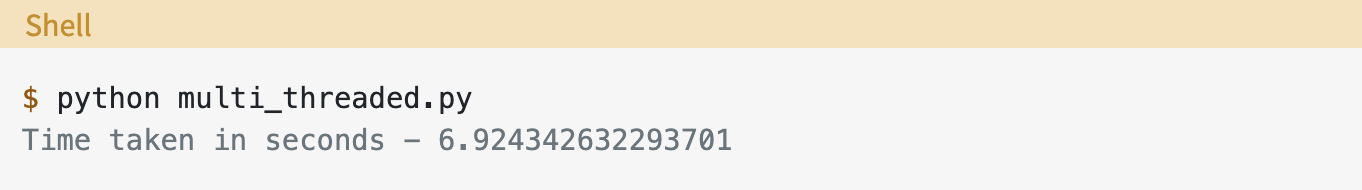 Shell
$ python multi_threaded.py
Time taken in seconds - 6.924342632293701